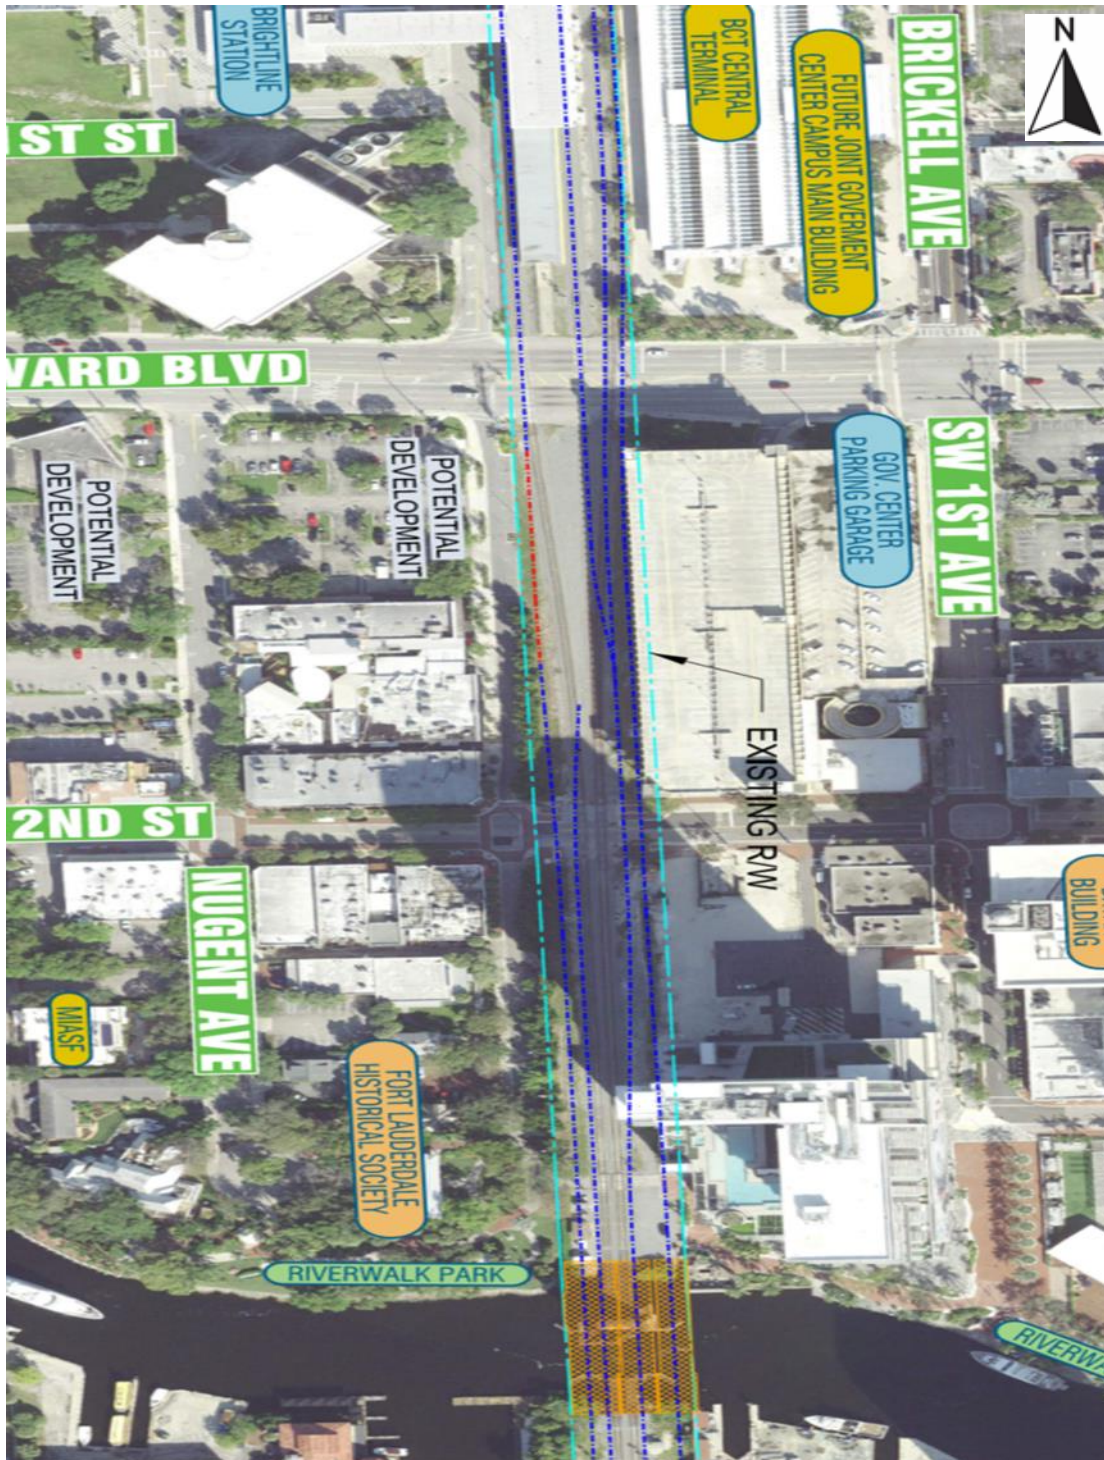 N
BRIGHTLINE
STATION
BCT CENTRAL
TERMINAL
FUTURE JOINT GOVERMENT
CENTER CAMPUS MAIN BUILDING
BRICKELL AVE
1ST ST
WARD BLVD
POTENTIAL
DEVELOPMENT
POTENTIAL
DEVELOPMENT
GOV. CENTER
PARKING GARAGE
SW 1ST AVE
EXISTING R/W
2ND ST
NUGENT AVE
BUILDING
MIASF
FORT LAUDERDALE
HISTORICAL SOCIETY
RIVERWALK PARK
RIVERWA